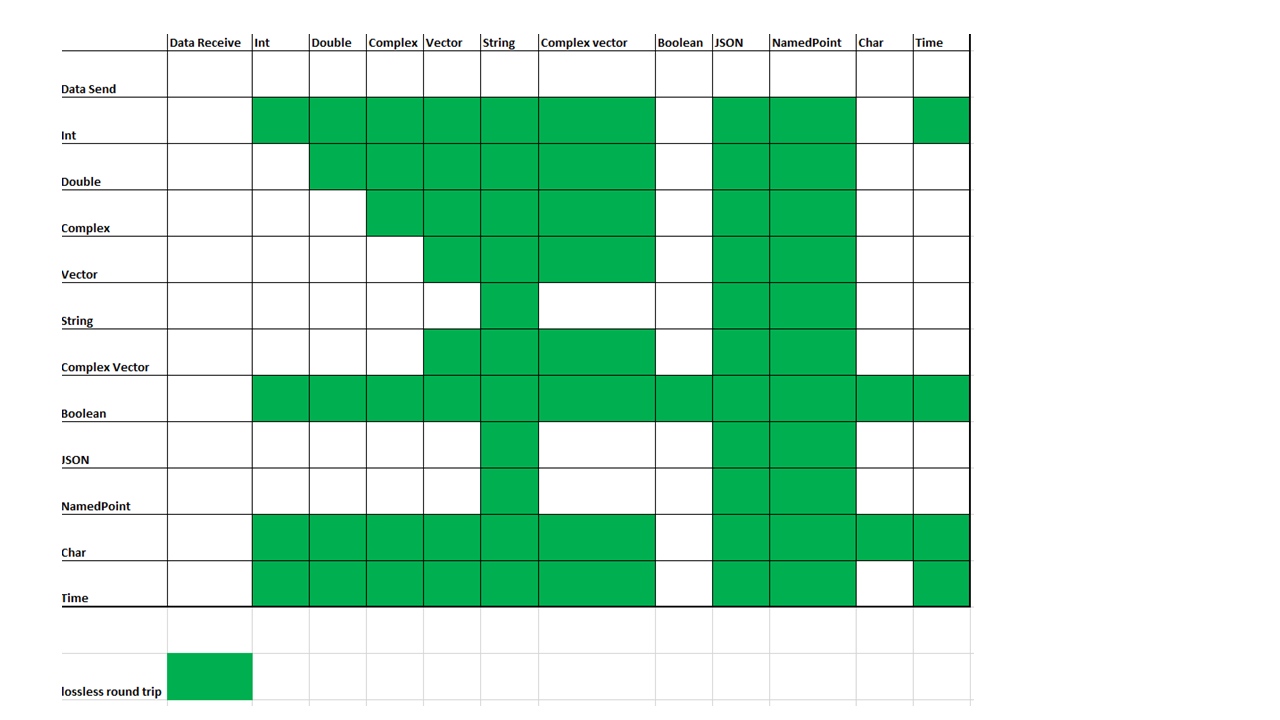 Data Receive Int Double Complex Vector String Complex vector Boolean JSON NamedPoint Char Time
Data Send
Int
Double
Complex
Vector
String
Complex Vector
Boolean
JSON
NamedPoint
Char
Time
lossless round trip